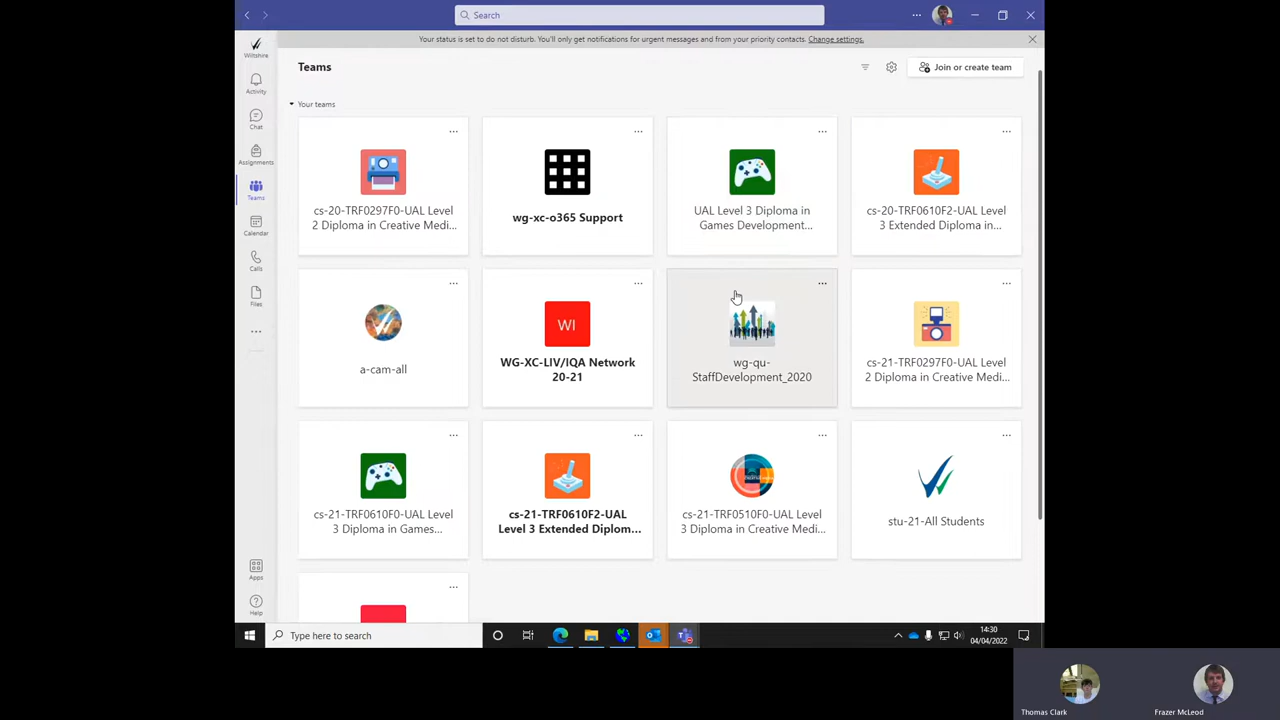 Search
Your status is set to do not disturb. You'll only get notifications for urgent messages and from your priority contacts. Change settings.
Wiltshire
Activity
Chat
Assignments
Teams
Calendar
Calls
Files
Apps
Help
Teams
Join or create team
Your teams
cs-20-TRF0297F0-UAL Level
2 Diploma in Creative Medi...
wg-xc-o365 Support
UAL Level 3 Diploma in
Games Development...
cs-20-TRF0610F2-UAL Level
3 Extended Diploma in...
a-cam-all
WI
WG-XC-LIV/IQA Network
20-21
wg-qu-
StaffDevelopment_2020
cs-21-TRF0297F0-UAL Level
2 Diploma in Creative Medi...
cs-21-TRF0610F0-UAL Level
3 Diploma in Games...
cs-21-TRF0610F2-UAL
Level 3 Extended Diplom...
cs-21-TRF0510F0-UAL Level
3 Diploma in Creative Medi...
stu-21-All Students
Type here to search
14:30
04/04/2022
Thomas Clark
Frazer McLeod